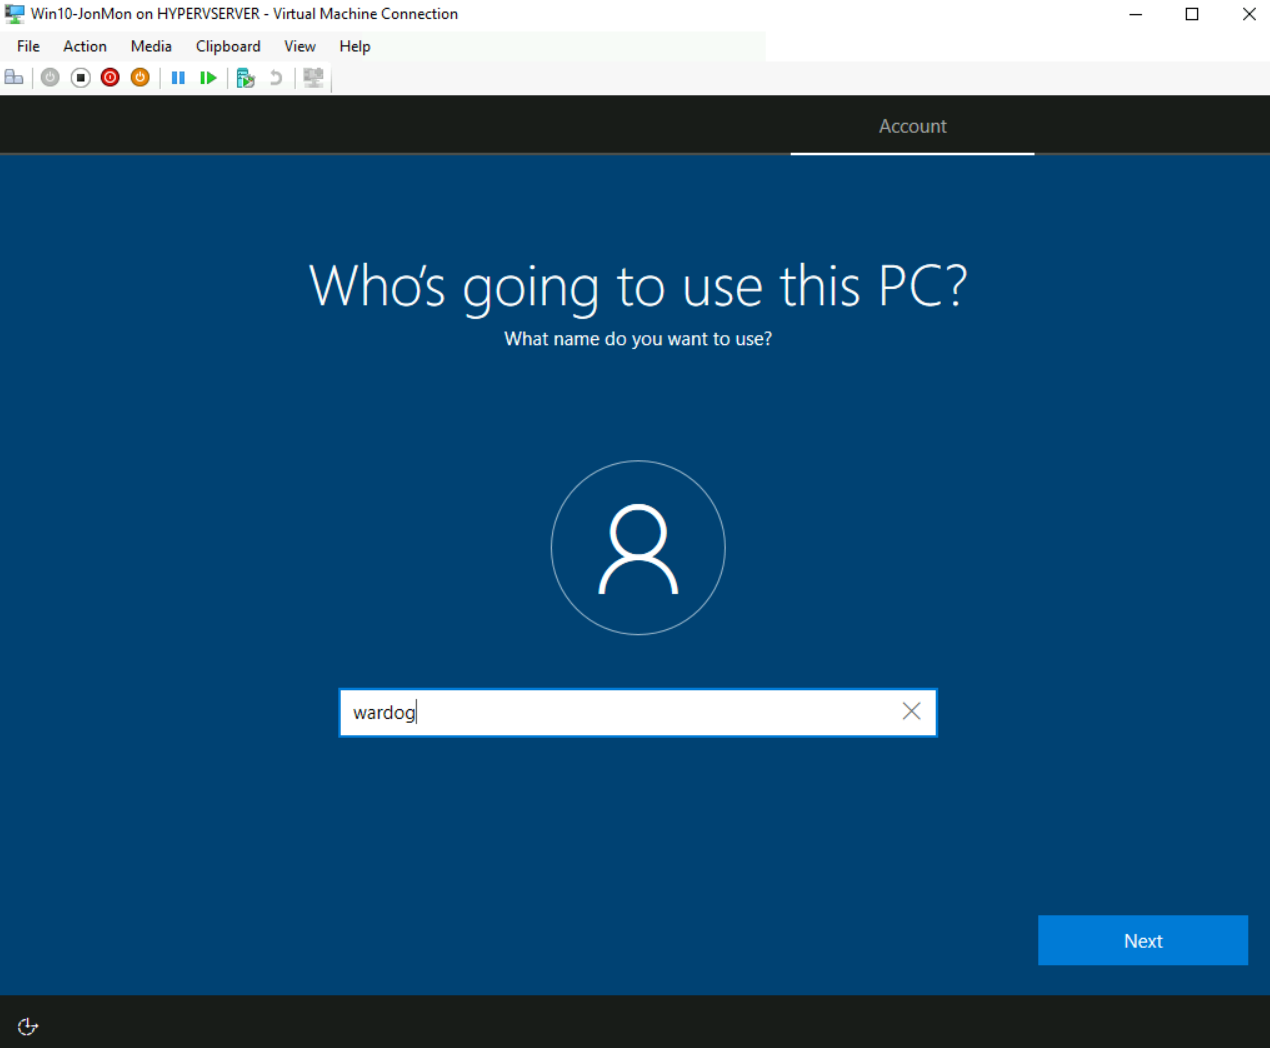 Win10-JonMon on HYPERVSERVER - Virtual Machine Connection
File Action Media Clipboard View Help
Account
Who's going to use this PC?
What name do you want to use?
wardog
Next